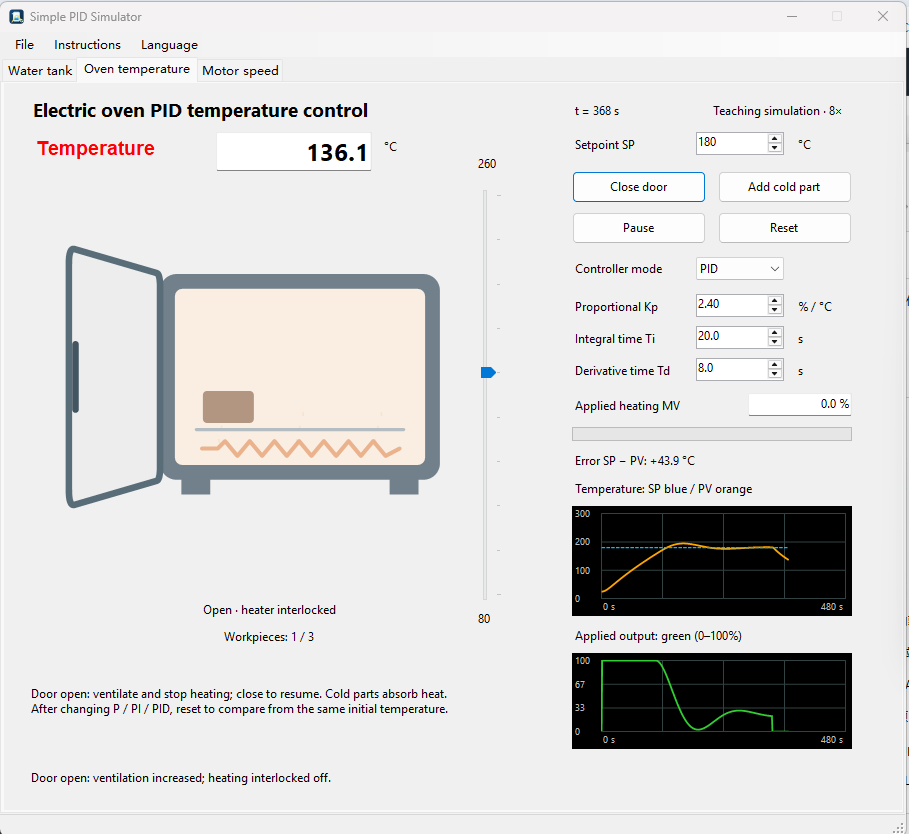 Simple PID Simulator
File Instructions Language
Water tank Oven temperature Motor speed
Electric oven PID temperature control
Temperature 136.1 °C
260
80
Open · heater interlocked
Workpieces: 1 / 3
Door open: ventilate and stop heating; close to resume. Cold parts absorb heat.
After changing P / PI / PID, reset to compare from the same initial temperature.
Door open: ventilation increased; heating interlocked off.
t = 368 s Teaching simulation · 8×
Setpoint SP 180 °C
Close door Add cold part
Pause Reset
Controller mode PID
Proportional Kp 2.40 % / °C
Integral time Ti 20.0 s
Derivative time Td 8.0 s
Applied heating MV 0.0 %
Error SP − PV: +43.9 °C
Temperature: SP blue / PV orange
300
200
100
0
0 s 480 s
Applied output: green (0–100%)
100
67
33
0
0 s 480 s